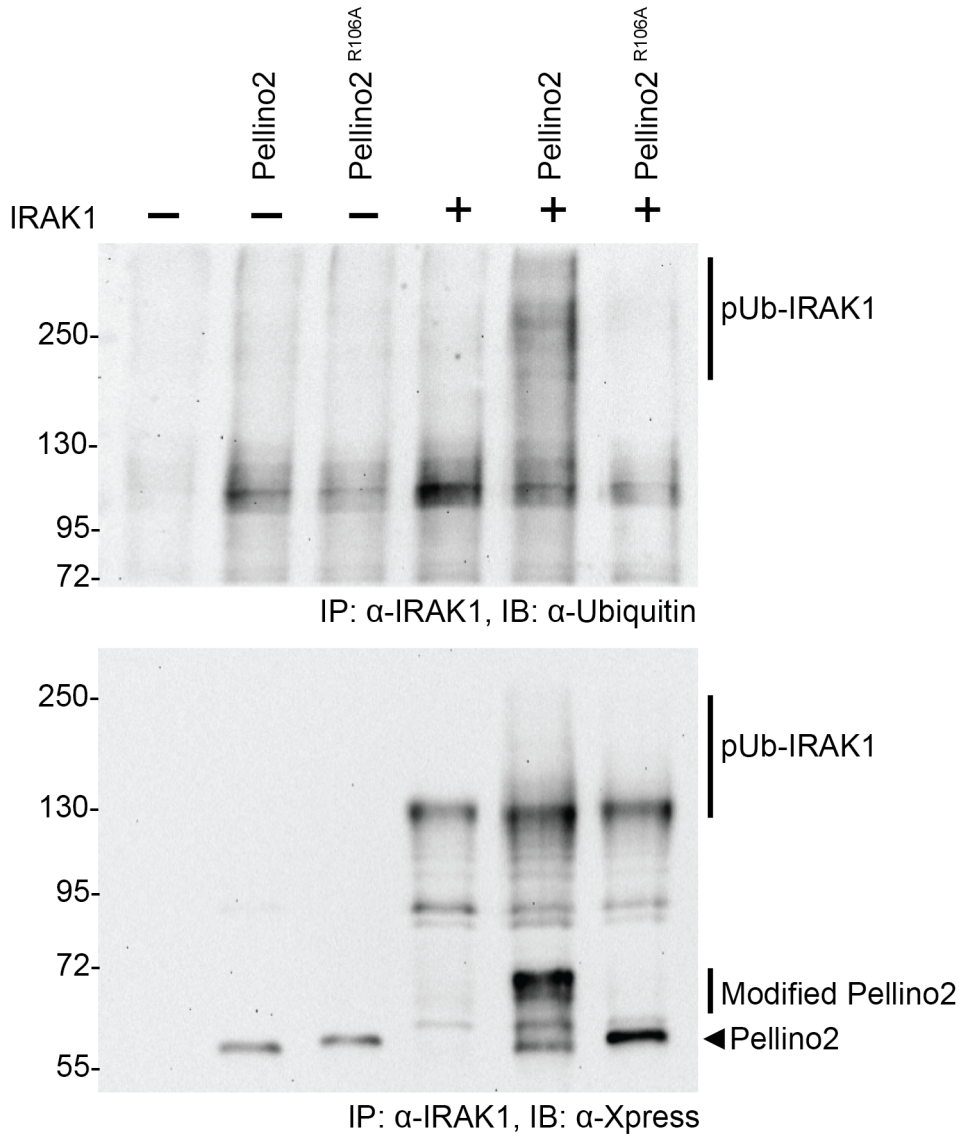 Pellino2
Pellino2 R106A
Pellino2
Pellino2 R106A
IRAK1 − − − + + +
250-
130-
95-
72-
pUb-IRAK1
IP: α-IRAK1, IB: α-Ubiquitin
250-
130-
95-
72-
55-
pUb-IRAK1
Modified Pellino2
◄Pellino2
IP: α-IRAK1, IB: α-Xpress